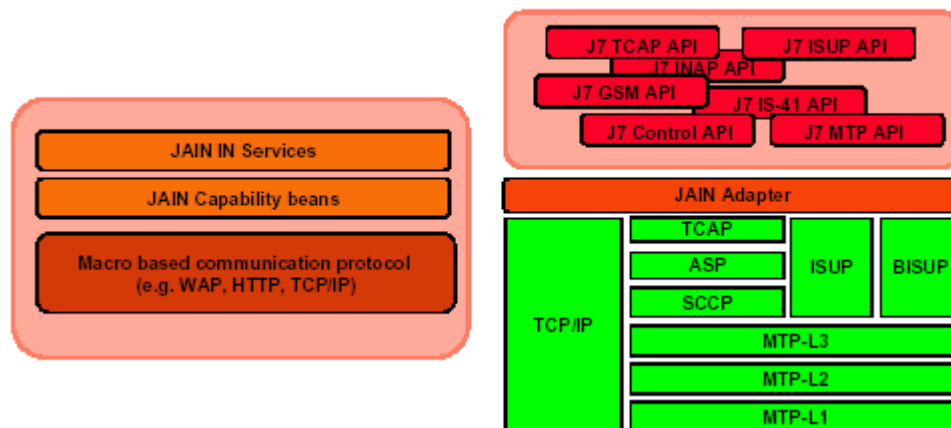 JAIN IN Services
JAIN Capability beans
Macro based communication protocol
(e.g. WAP, HTTP, TCP/IP)
J7 TCAP API
J7 ISUP API
J7 INAP API
J7 GSM API
J7 IS-41 API
J7 Control API
J7 MTP API
JAIN Adapter
TCP/IP
TCAP
ASP
SCCP
ISUP
BISUP
MTP-L3
MTP-L2
MTP-L1